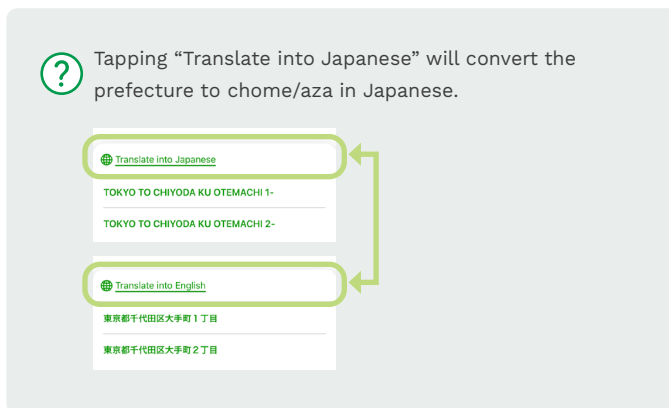 Tapping “Translate into Japanese” will convert the
prefecture to chome/aza in Japanese.
Translate into Japanese
TOKYO TO CHIYODA KU OTEMACHI 1-
TOKYO TO CHIYODA KU OTEMACHI 2-
Translate into English
東京都千代田区大手町1丁目
東京都千代田区大手町2丁目